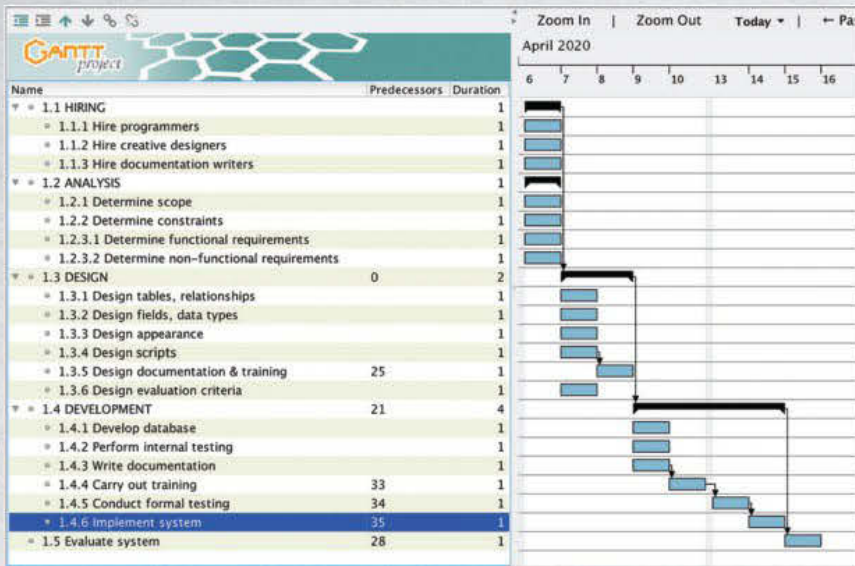 Zoom In | Zoom Out Today | ← Pa
April 2020
GANTT
project
6 7 8 9 10 13 14 15 16
Name Predecessors Duration
1.1 HIRING 1
1.1.1 Hire programmers 1
1.1.2 Hire creative designers 1
1.1.3 Hire documentation writers 1
1.2 ANALYSIS 1
1.2.1 Determine scope 1
1.2.2 Determine constraints 1
1.2.3.1 Determine functional requirements 1
1.2.3.2 Determine non-functional requirements 1
1.3 DESIGN 0 2
1.3.1 Design tables, relationships 1
1.3.2 Design fields, data types 1
1.3.3 Design appearance 1
1.3.4 Design scripts 1
1.3.5 Design documentation & training 25 1
1.3.6 Design evaluation criteria 1
1.4 DEVELOPMENT 21 4
1.4.1 Develop database 1
1.4.2 Perform internal testing 1
1.4.3 Write documentation 1
1.4.4 Carry out training 33 1
1.4.5 Conduct formal testing 34 1
1.4.6 Implement system 35 1
1.5 Evaluate system 28 1